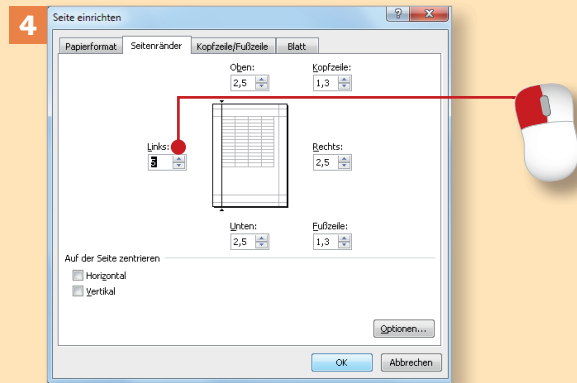 4
Seite einrichten
Papierformat Seitenränder Kopfzeile/Fußzeile Blatt
Oben: Kopfzeile:
2,5 1,3
Links: Rechts:
2,5
Unten: Fußzeile:
2,5 1,3
Auf der Seite zentrieren
Horizontal
Vertikal
Optionen...
OK Abbrechen